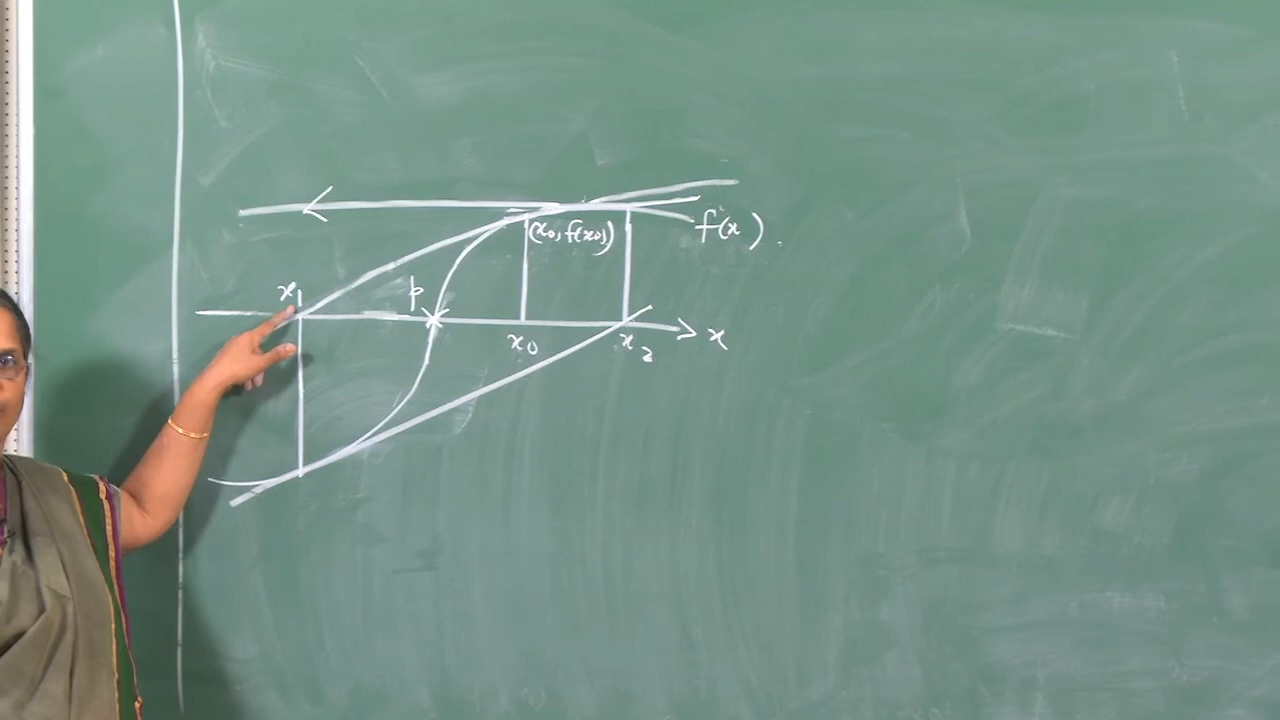 (x₀, f(x₀))
f(x).
x₁
p
x₀
x₂
x